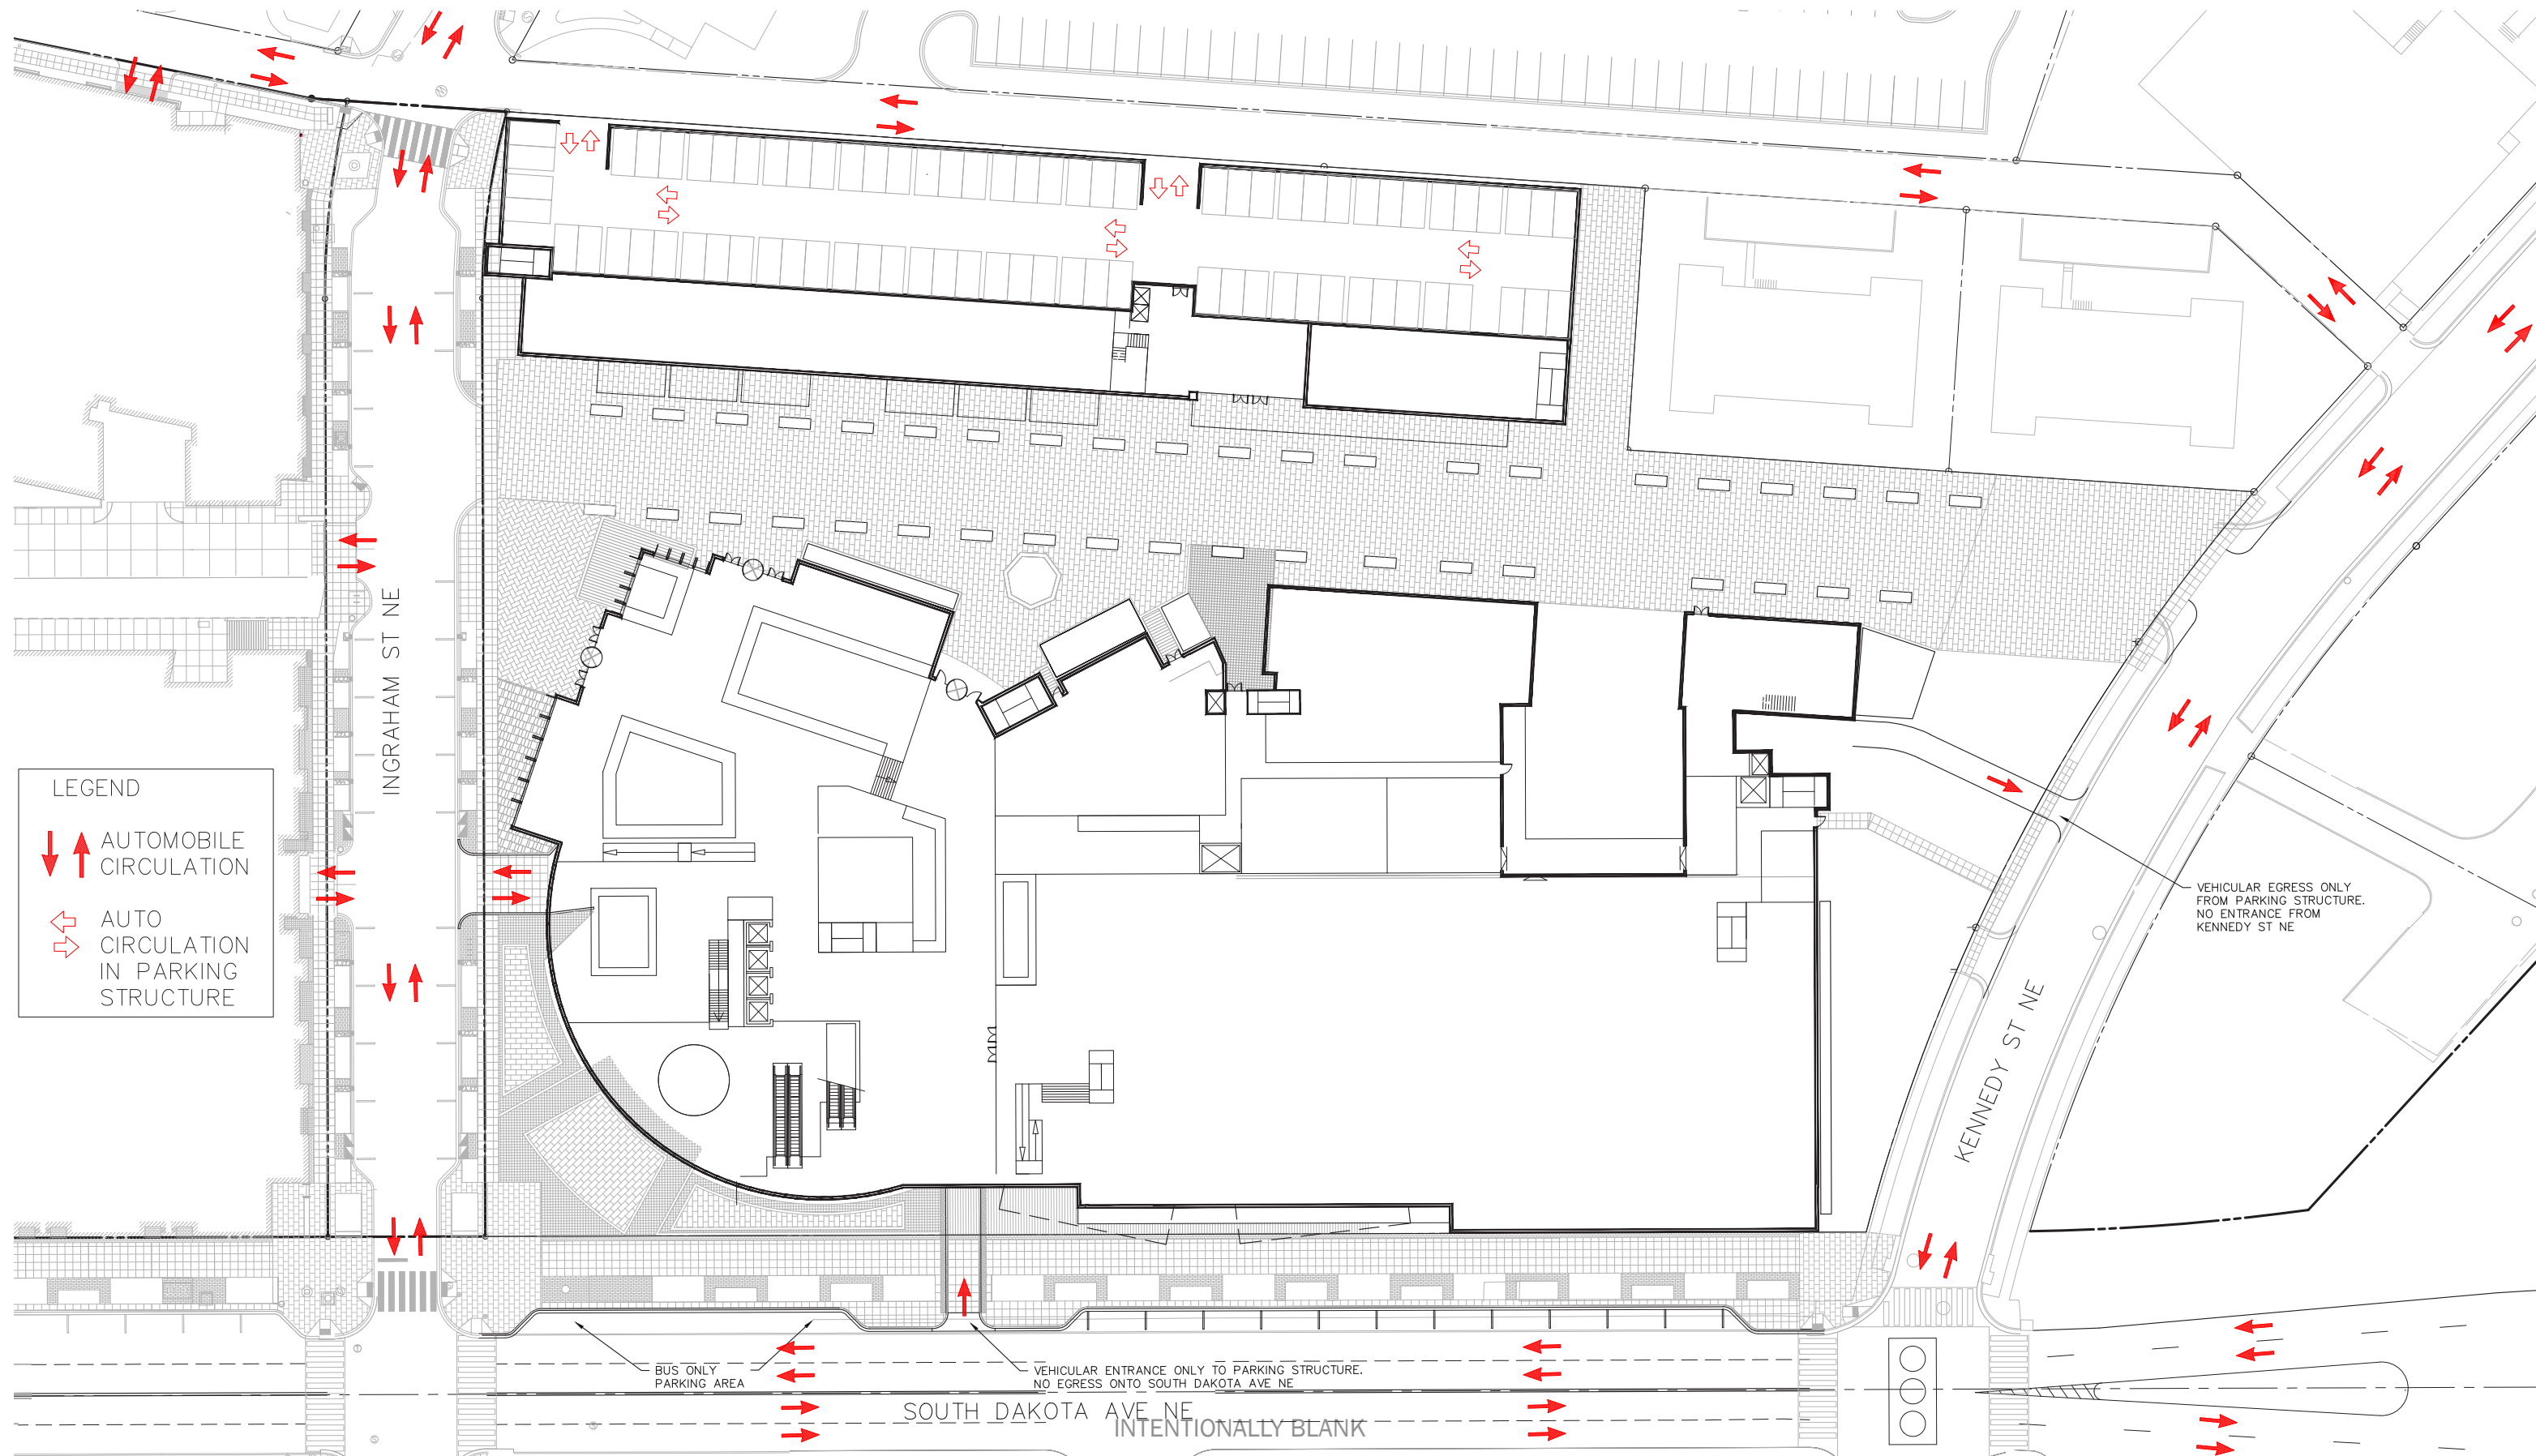 INGRAHAM ST NE
LEGEND
AUTOMOBILE
CIRCULATION
AUTO
CIRCULATION
IN PARKING
STRUCTURE
VEHICULAR EGRESS ONLY
FROM PARKING STRUCTURE.
NO ENTRANCE FROM
KENNEDY ST NE
KENNEDY ST NE
BUS ONLY
PARKING AREA
VEHICULAR ENTRANCE ONLY TO PARKING STRUCTURE.
NO EGRESS ONTO SOUTH DAKOTA AVE NE
SOUTH DAKOTA AVE NE
INTENTIONALLY BLANK